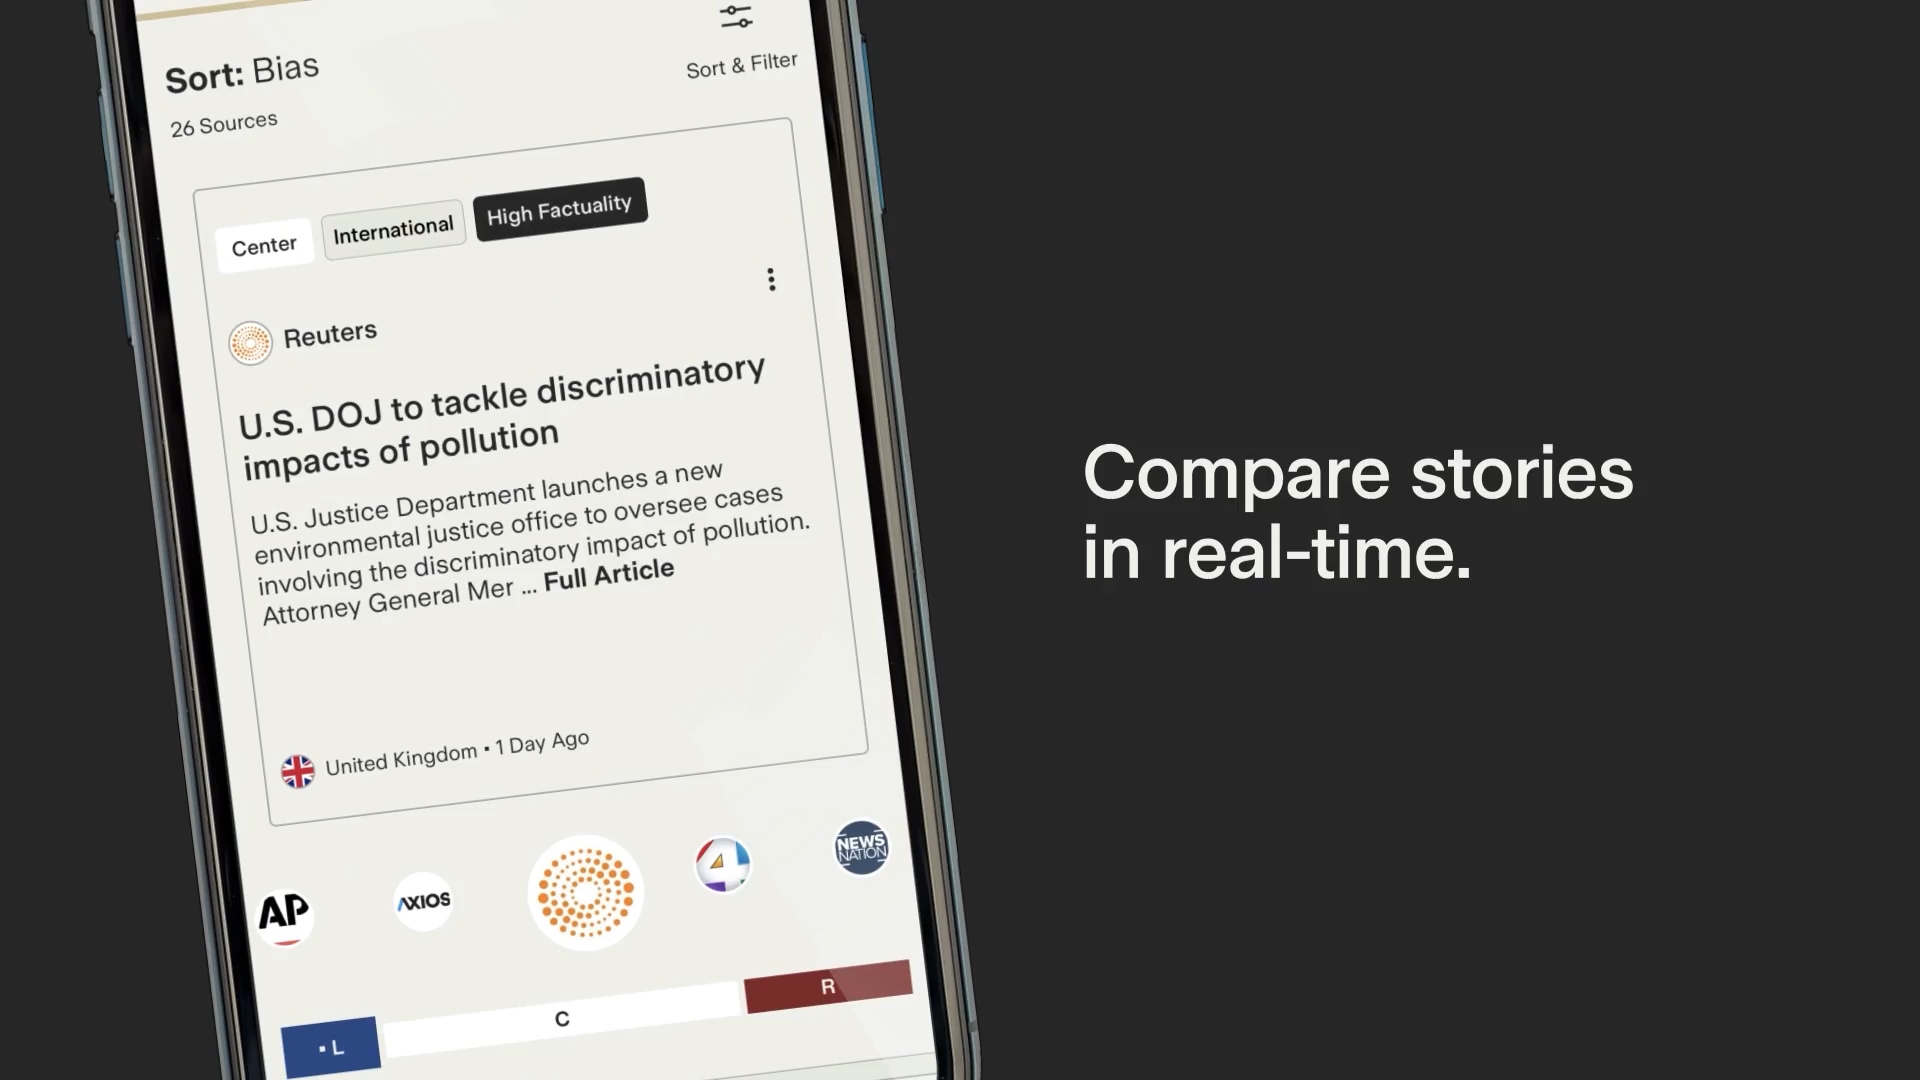 Sort: Bias
26 Sources
Sort & Filter
Center
International
High Factuality
Reuters
U.S. DOJ to tackle discriminatory
impacts of pollution
U.S. Justice Department launches a new
environmental justice office to oversee cases
involving the discriminatory impact of pollution.
Attorney General Mer ... Full Article
United Kingdom • 1 Day Ago
AP
AXIOS
4
NEWS
NATION
L
C
R
Compare stories
in real-time.